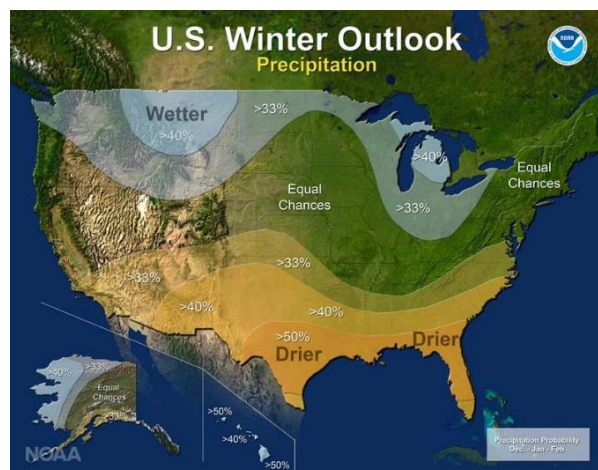 U.S. Winter Outlook
Precipitation
NOAA
Wetter
>40%
>33%
>40%
Equal
Chances
Equal
Chances
>33%
>33%
>33%
>40%
>40%
>50%
Drier
Drier
>40%
>33%
Equal
Chances
>33%
>50%
>40%
>50%
NOAA
Precipitation Probability
Dec. - Jan - Feb